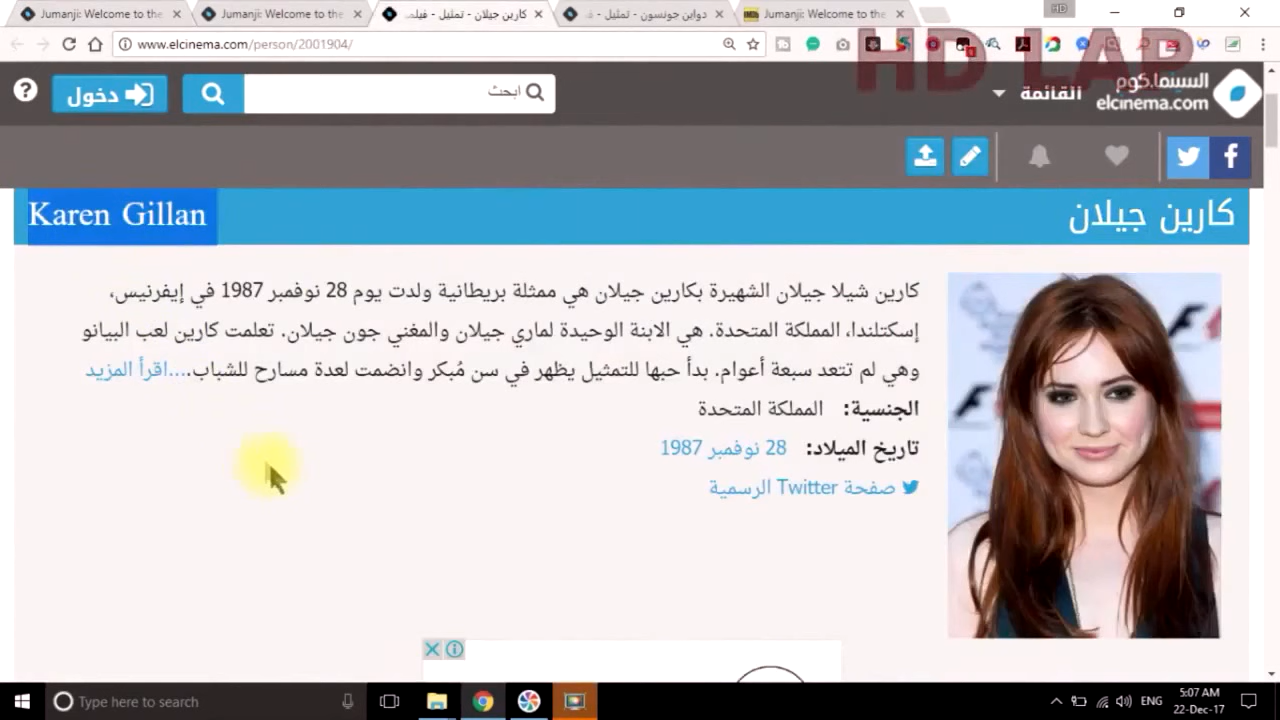 Jumanji: Welcome to the
Jumanji: Welcome to the
كارين جيلان - تمثيل - فيلم
دواين جونسون - تمثيل - ف
IMDb Jumanji: Welcome to the
HD
www.elcinema.com/person/2001904/
HD LAP
دخول
ابحث
القائمة
السينما.كوم
elcinema.com
Karen Gillan
كارين جيلان
كارين شيلا جيلان الشهيرة بكارين جيلان هي ممثلة بريطانية ولدت يوم 28 نوفمبر 1987 في إيفرنيس،
إسكتلندا، المملكة المتحدة. هي الابنة الوحيدة لماري جيلان والمغني جون جيلان. تعلمت كارين لعب البيانو
وهي لم تتعد سبعة أعوام. بدأ حبها للتمثيل يظهر في سن مُبكر وانضمت لعدة مسارح للشباب....اقرأ المزيد
الجنسية: المملكة المتحدة
تاريخ الميلاد: 28 نوفمبر 1987
صفحة Twitter الرسمية
Type here to search
ENG
5:07 AM
22-Dec-17